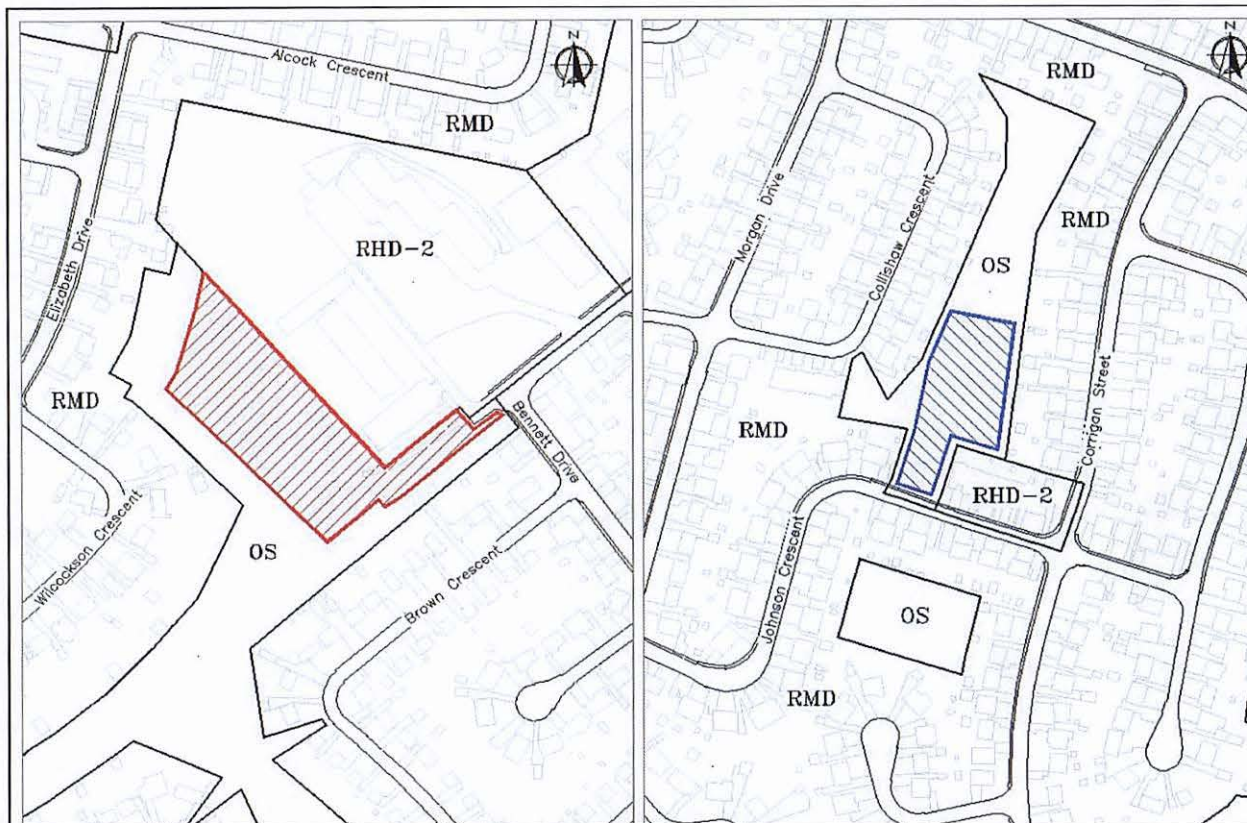 Alcock Crescent
N
RMD
Elizabeth Drive
RHD-2
RMD
Bennett Drive
OS
Wilcockson Crescent
Brown Crescent
N
RMD
Morgan Drive
Collishaw Crescent
RMD
OS
Corrigan Street
RMD
RHD-2
Johnson Crescent
OS
RMD